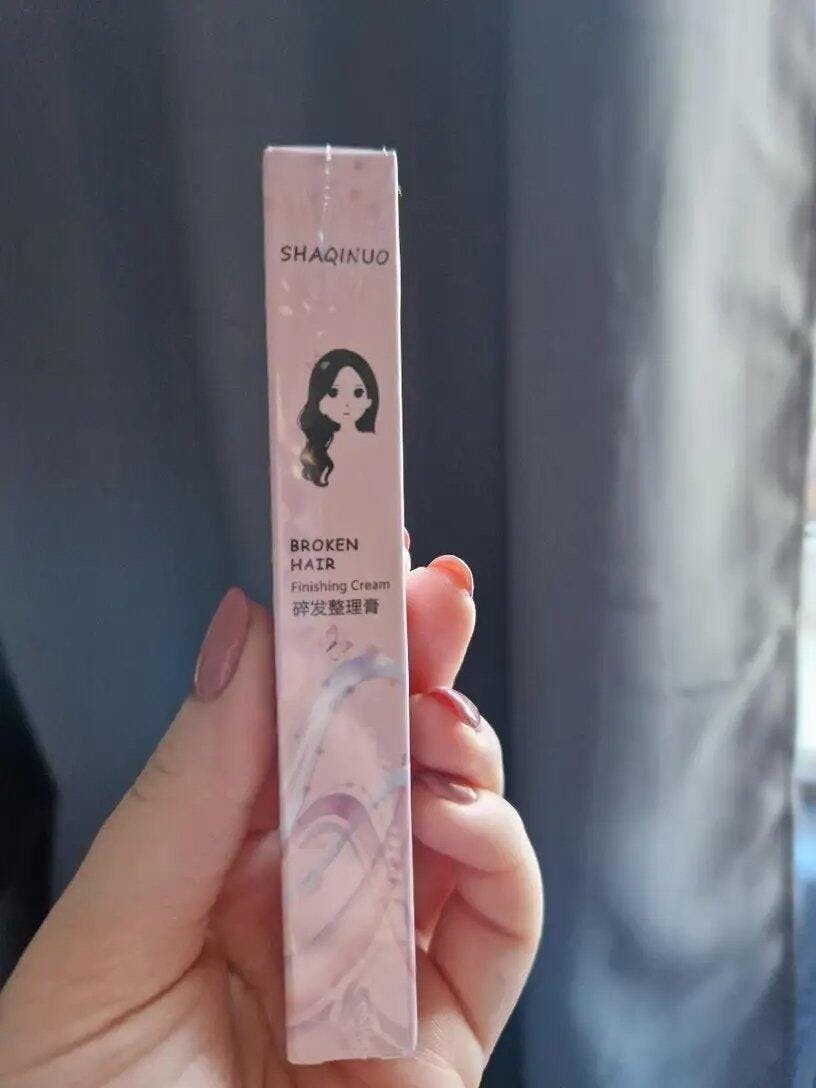 SHAQINUO
BROKEN
HAIR
Finishing Cream
碎发整理膏